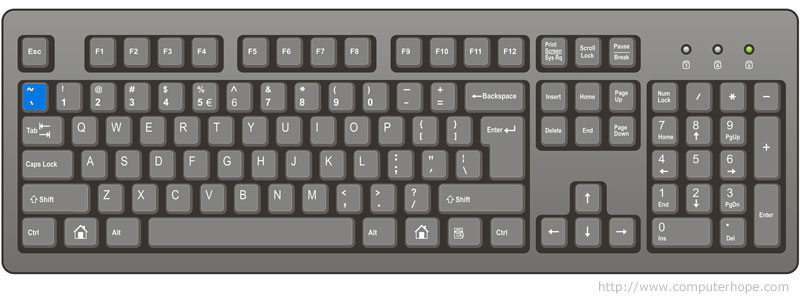 Esc F1 F2 F3 F4 F5 F6 F7 F8 F9 F10 F11 F12 Print Screen Sys Rq Scroll Lock Pause Break
~ ! @ # $ % ^ & * ( ) _ +
` 1 2 3 4 5 € 6 7 8 9 0 - = ←Backspace Insert Home Page Up Num Lock / * -
Tab Q W E R T Y U I O P { [ } ] Enter Delete End Page Down 7 Home 8 ↑ 9 PgUp +
Caps Lock A S D F G H J K L : ; " ' | \ 4 ← 5 6 →
⇧Shift Z X C V B N M < , > . ? / ⇧Shift ↑ 1 End 2 ↓ 3 PgDn Enter
Ctrl Alt Alt Ctrl ← ↓ → 0 Ins . Del
http://www.computerhope.com